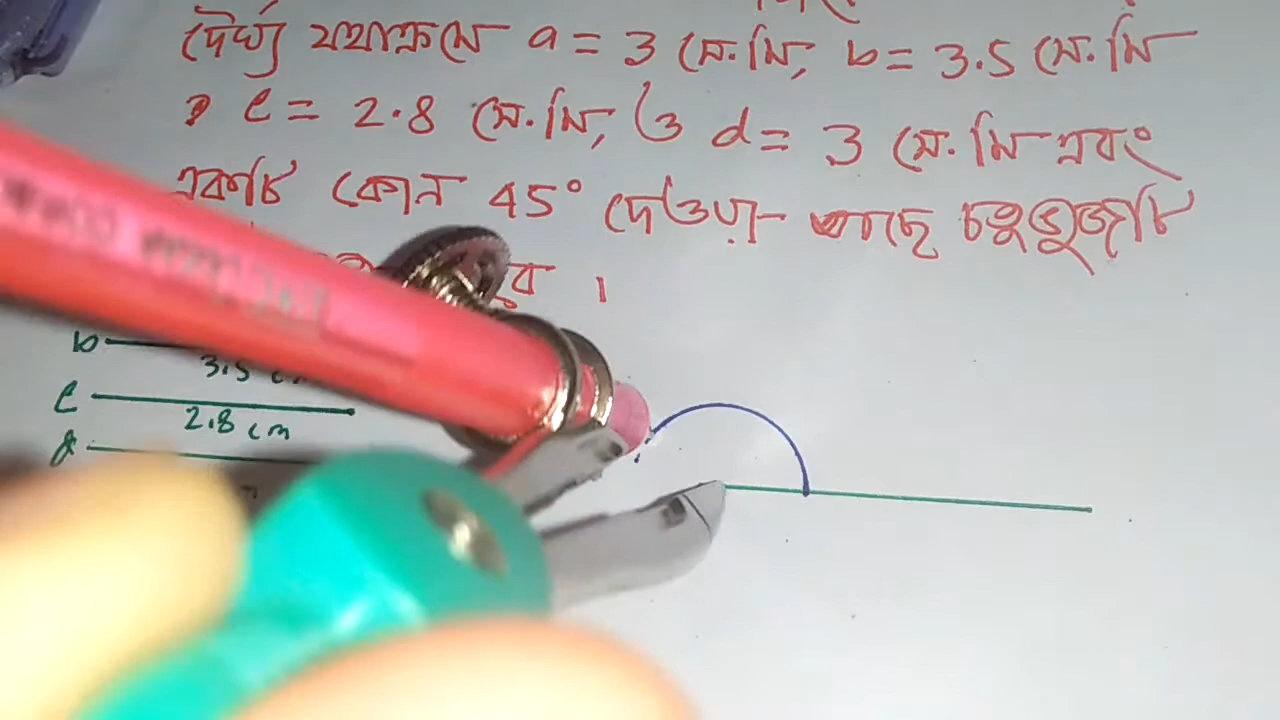 দৈর্ঘ্য যথাক্রমে a = 3 সে.মি, b = 3.5 সে.মি
, c = 2.8 সে.মি, ও d = 3 সে.মি এবং
একটি কোন 45° দেওয়া আছে চতুভুজটি
।
b
3.5
c
2.8 cm
d